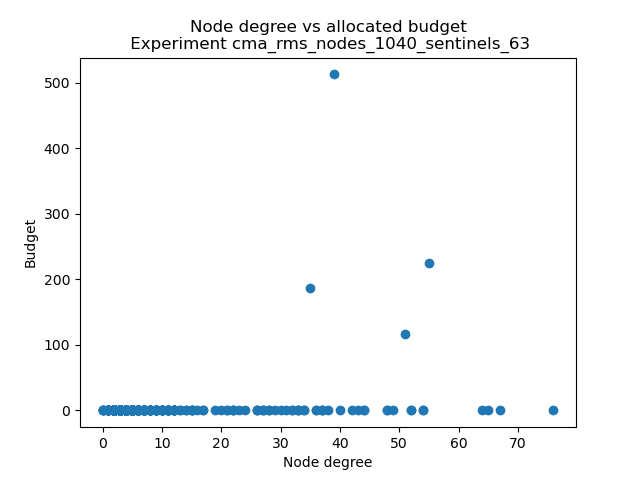 Node degree vs allocated budget
Experiment cma_rms_nodes_1040_sentinels_63
500
400
300
200
100
0
Budget
0 10 20 30 40 50 60 70
Node degree